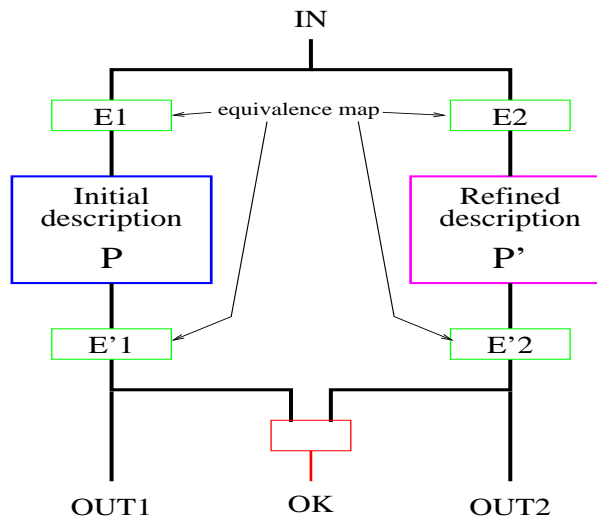 IN
E1
equivalence map
E2
Initial
description
P
Refined
description
P’
E’1
E’2
OUT1
OK
OUT2